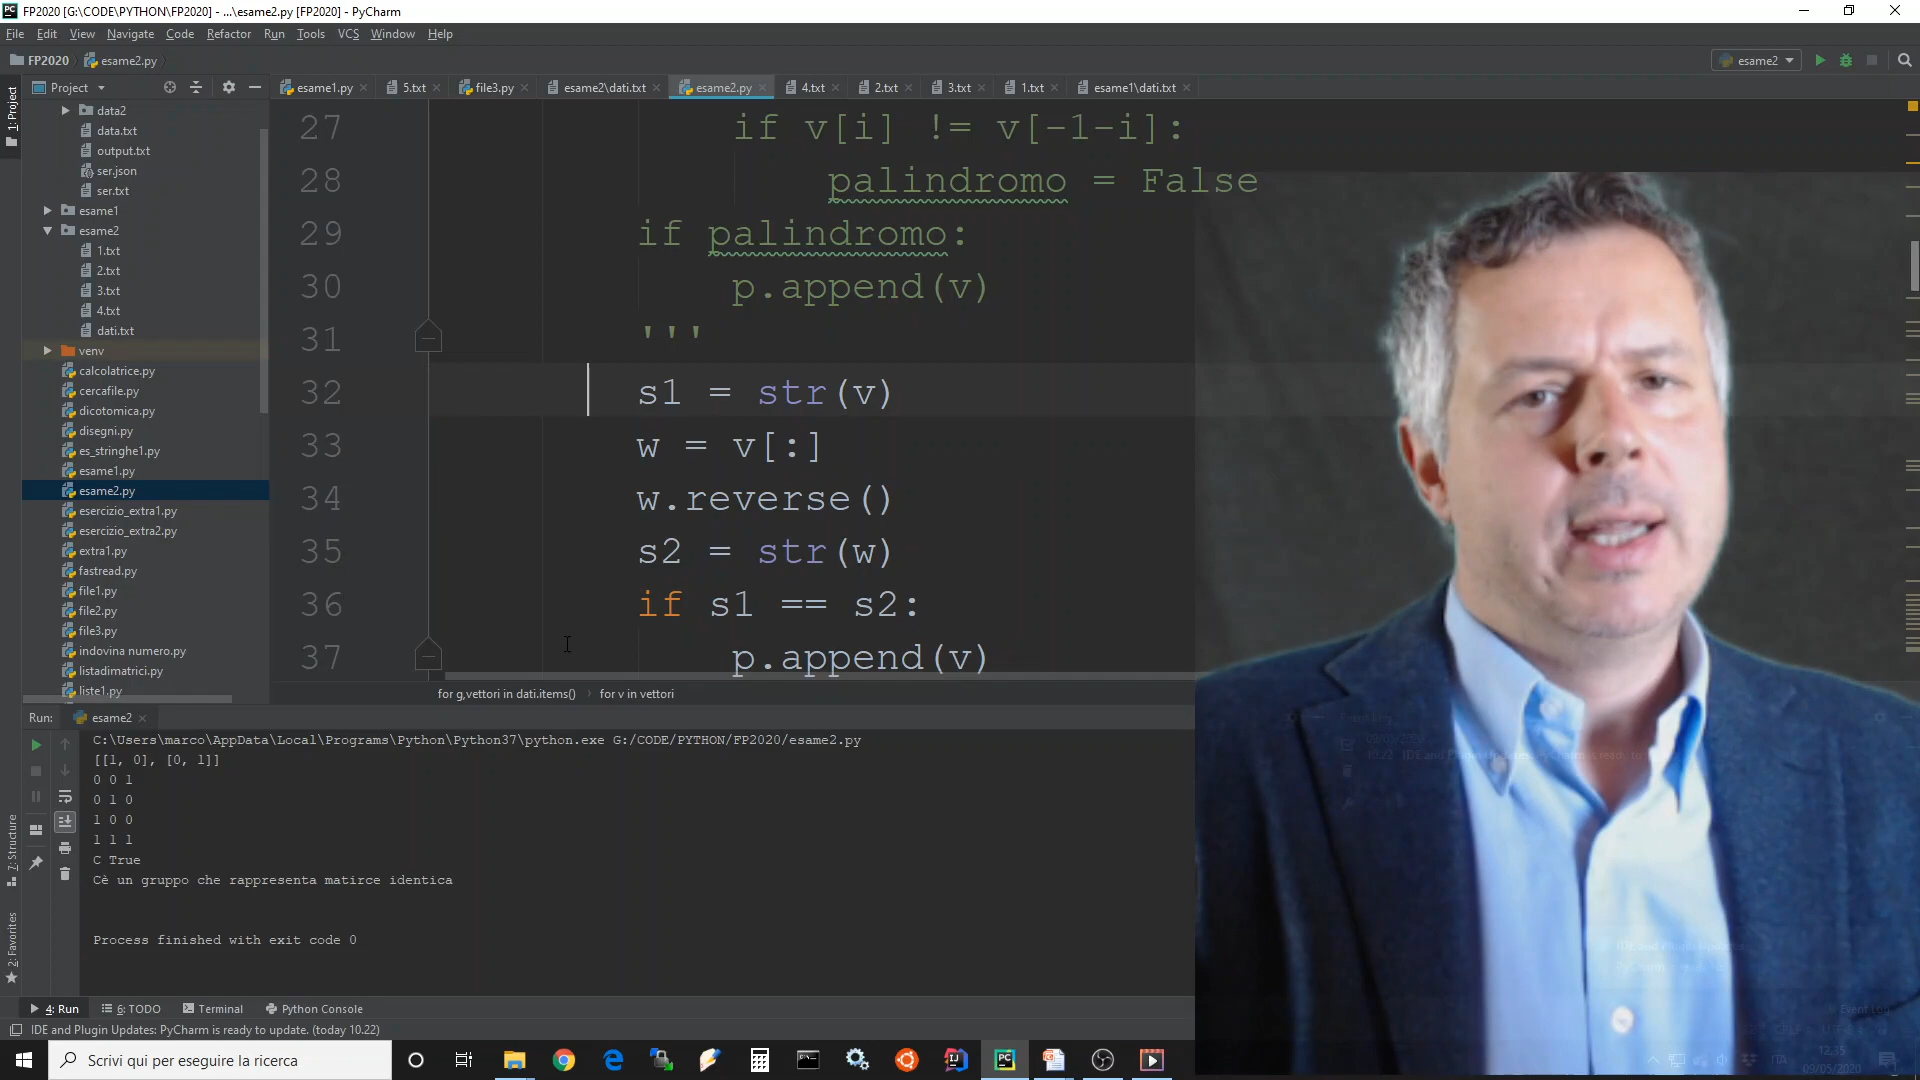 FP2020 [G:\CODE\PYTHON\FP2020] - ...\esame2.py [FP2020] - PyCharm
File Edit View Navigate Code Refactor Run Tools VCS Window Help
FP2020 esame2.py esame2
Project esame1.py 5.txt file3.py esame2\dati.txt esame2.py 4.txt 2.txt 3.txt 1.txt esame1\dati.txt
1: Project
data2
data.txt
output.txt
ser.json
ser.txt
esame1
esame2
1.txt
2.txt
3.txt
4.txt
dati.txt
venv
calcolatrice.py
cercafile.py
dicotomica.py
disegni.py
es_stringhe1.py
esame1.py
esame2.py
esercizio_extra1.py
esercizio_extra2.py
extra1.py
fastread.py
file1.py
file2.py
file3.py
indovina numero.py
listadimatrici.py
liste1.py
27 if v[i] != v[-1-i]:
28 palindromo = False
29 if palindromo:
30 p.append(v)
31 '''
32 s1 = str(v)
33 w = v[:]
34 w.reverse()
35 s2 = str(w)
36 if s1 == s2:
37 p.append(v)
for g,vettori in dati.items() for v in vettori
Run: esame2
C:\Users\marco\AppData\Local\Programs\Python\Python37\python.exe G:/CODE/PYTHON/FP2020/esame2.py
[[1, 0], [0, 1]]
0 0 1
0 1 0
1 0 0
1 1 1
C True
Cè un gruppo che rappresenta matirce identica
Process finished with exit code 0
7: Structure
2: Favorites
4: Run 6: TODO Terminal Python Console
Event Log
IDE and Plugin Updates: PyCharm is ready to update. (today 10.22)
Scrivi qui per eseguire la ricerca
ITA
12.35
09/05/2020